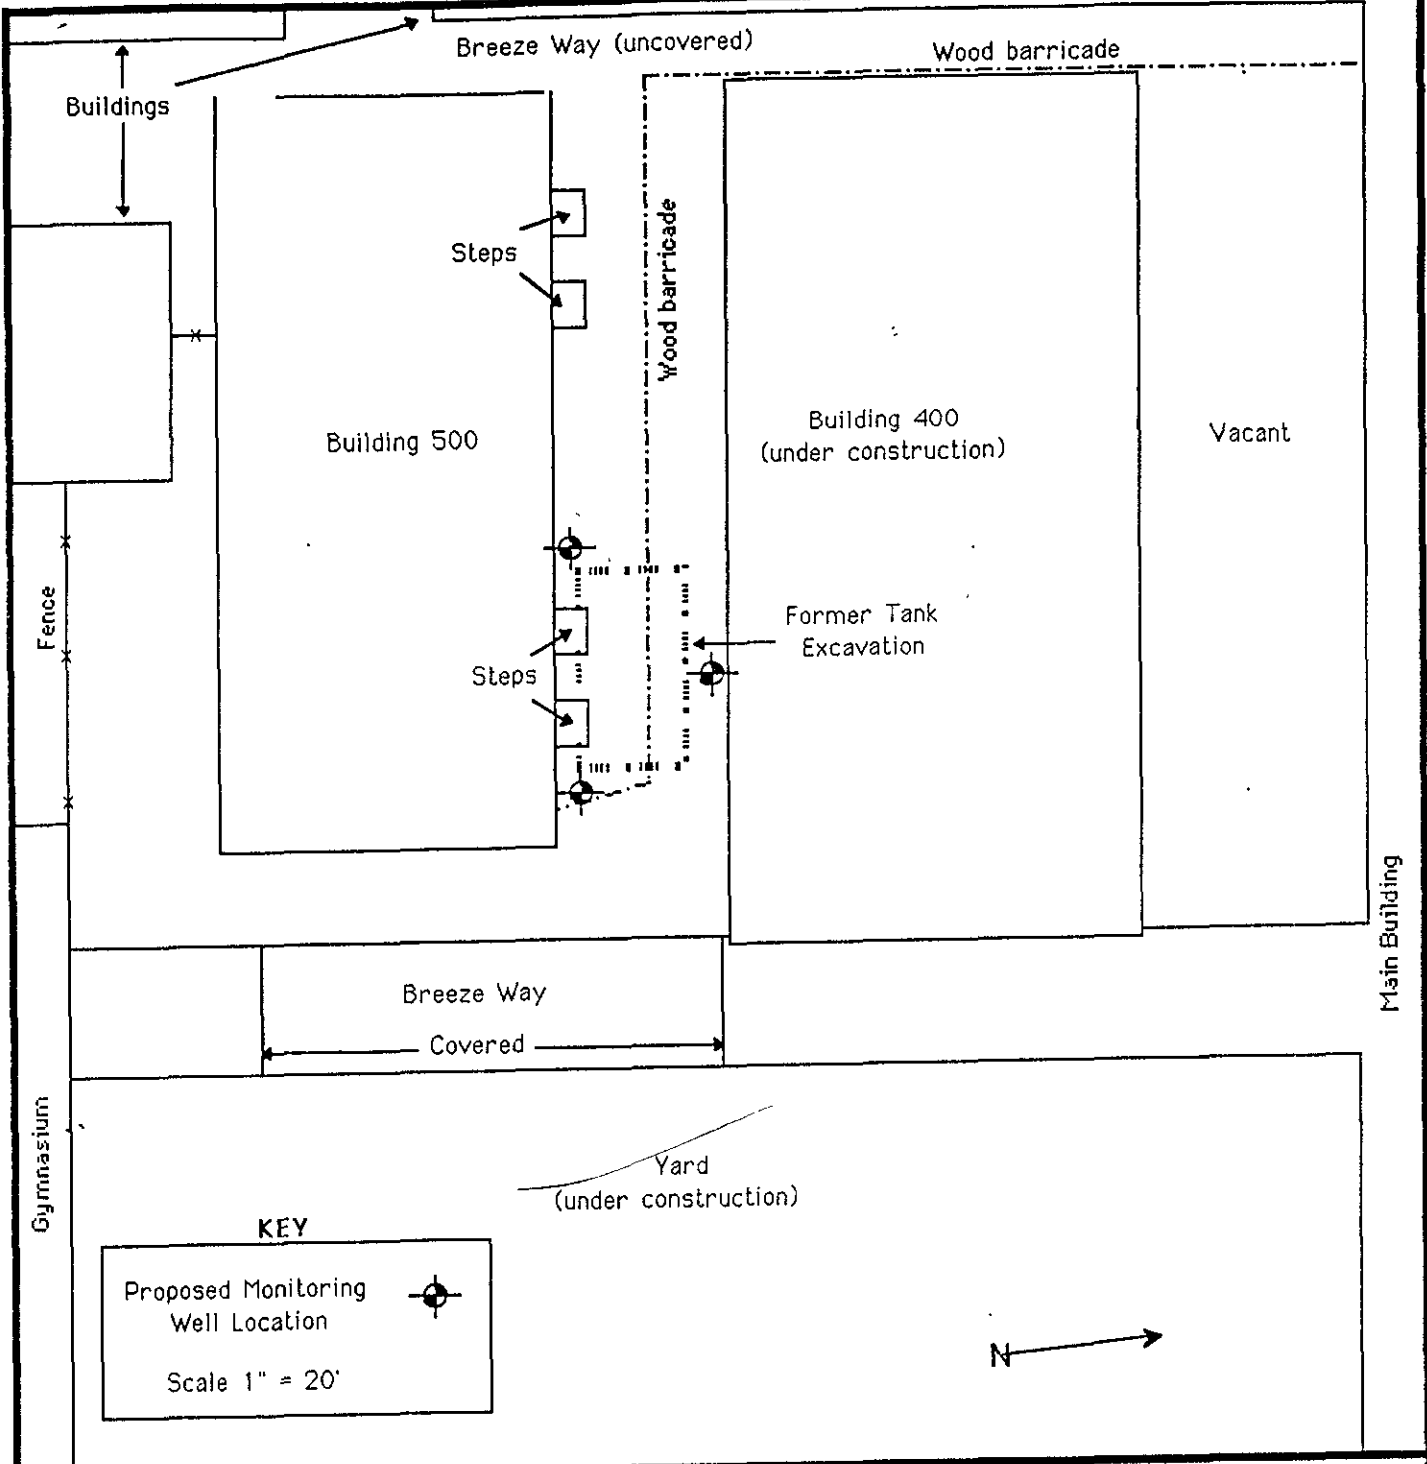 Breeze Way (uncovered)
Wood barricade
Buildings
Steps
Wood barricade
Building 500
Building 400
(under construction)
Vacant
Fence
Former Tank
Excavation
Steps
Main Building
Breeze Way
Covered
Gymnasium
Yard
(under construction)
KEY
Proposed Monitoring
Well Location
Scale 1" = 20'
N